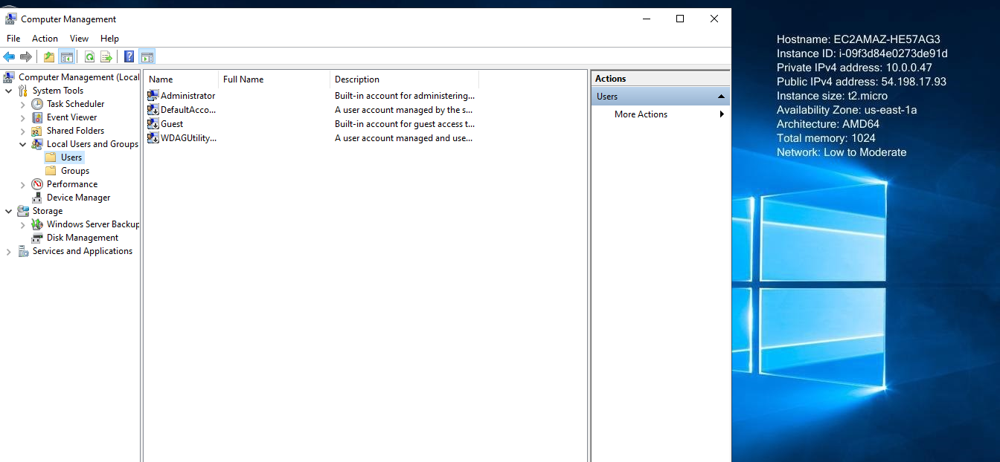 Computer Management
File Action View Help
Computer Management (Local
System Tools
Task Scheduler
Event Viewer
Shared Folders
Local Users and Groups
Users
Groups
Performance
Device Manager
Storage
Windows Server Backup
Disk Management
Services and Applications
Name Full Name Description
Administrator Built-in account for administering...
DefaultAcco... A user account managed by the s...
Guest Built-in account for guest access t...
WDAGUtility... A user account managed and use...
Actions
Users
More Actions
Hostname: EC2AMAZ-HE57AG3
Instance ID: i-09f3d84e0273de91d
Private IPv4 address: 10.0.0.47
Public IPv4 address: 54.198.17.93
Instance size: t2.micro
Availability Zone: us-east-1a
Architecture: AMD64
Total memory: 1024
Network: Low to Moderate